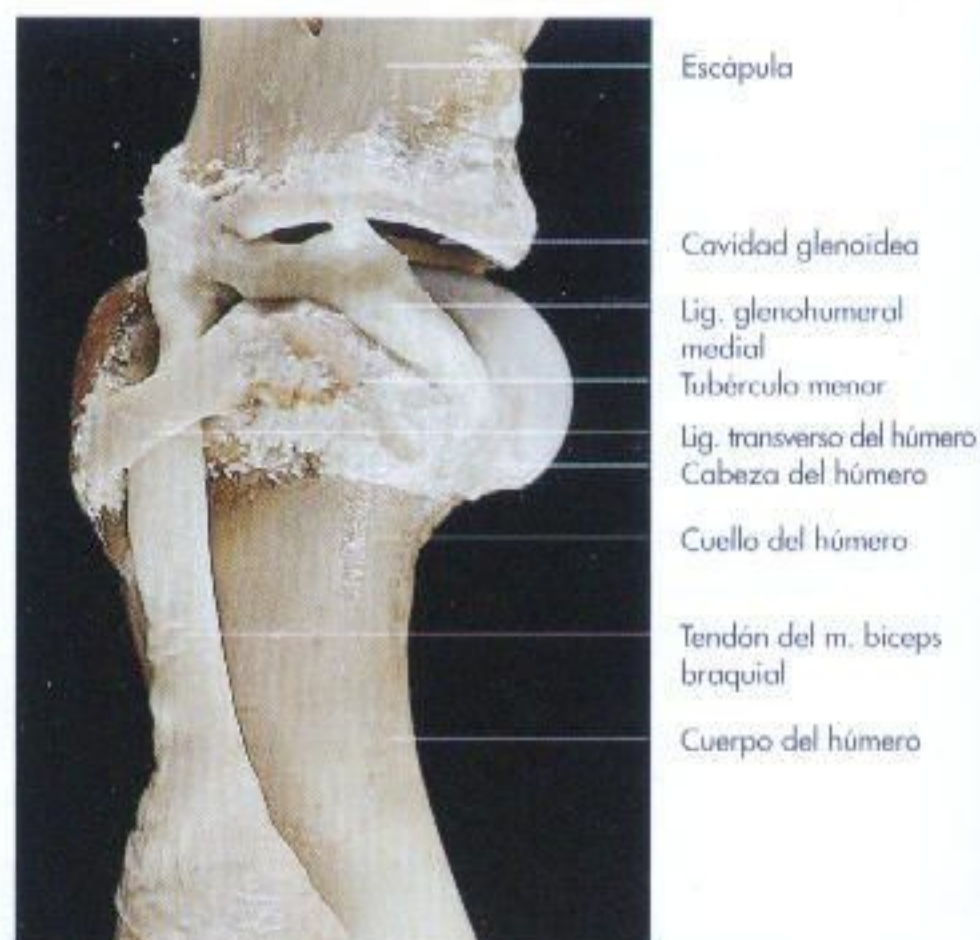 Escápula
Cavidad glenoidea
Lig. glenohumeral
medial
Tubérculo menor
Lig. transverso del húmero
Cabeza del húmero
Cuello del húmero
Tendón del m. biceps
braquial
Cuerpo del húmero